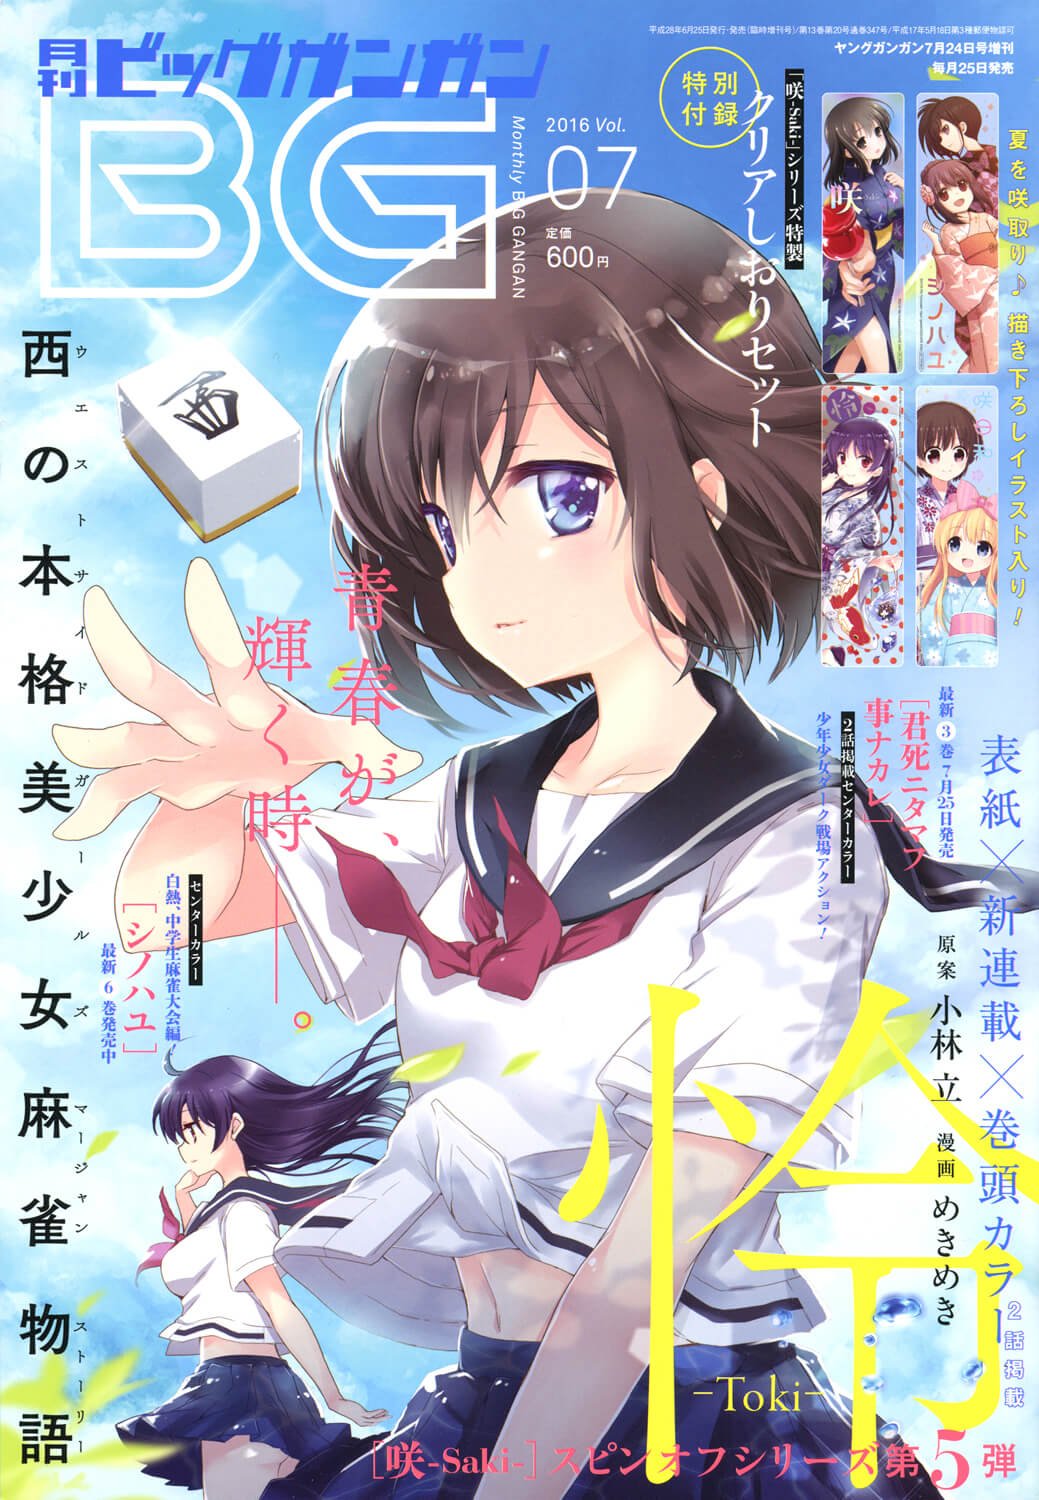 平成28年6月25日発行・発売(臨時増刊号)/第13巻第20号通巻347号/平成17年5月18日第3種郵便物認可
ヤングガンガン7月24日号増刊
毎月25日発売
月刊ビッグガンガン
BG
Monthly BIG GANGAN
2016 Vol.
07
定価
600円
特別
付録
「咲-Saki-」シリーズ特製
クリアしおりセット
夏を咲取り♪描き下ろしイラスト入り!
咲
シノハユ
怜
咲日和
西の本格美少女麻雀物語
ウエストサイドガールズマージャンストーリー
青春が、
輝く時――。
最新3巻7月25日発売
[君死ニタマフ
事ナカレ]
2話掲載センターカラー
少年少女ダーク戦場アクション!
センターカラー
白熱、中学生麻雀大会編!
[シノハユ]
最新6巻発売中
表紙×新連載×巻頭カラー
2話掲載
原案 小林立 漫画 めきめき
怜
-Toki-
[咲-Saki-]スピンオフシリーズ第5弾